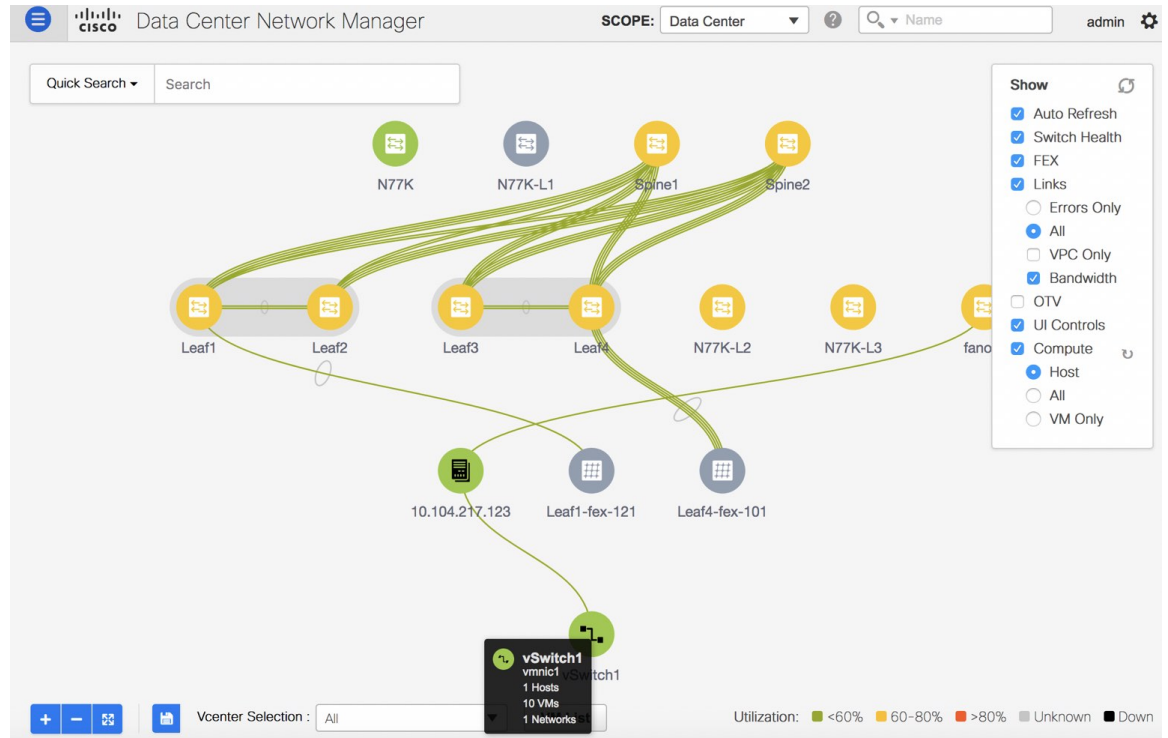 cisco Data Center Network Manager SCOPE: Data Center ? Name admin
Quick Search Search
Show
Auto Refresh
Switch Health
FEX
Links
Errors Only
All
VPC Only
Bandwidth
OTV
UI Controls
Compute
Host
All
VM Only
N77K N77K-L1 Spine1 Spine2
Leaf1 Leaf2 Leaf3 Leaf4 N77K-L2 N77K-L3 fano
10.104.217.123 Leaf1-fex-121 Leaf4-fex-101
vSwitch1
vSwitch1
vmnic1
1 Hosts
10 VMs
1 Networks
Vcenter Selection : All
Utilization: <60% 60-80% >80% Unknown Down